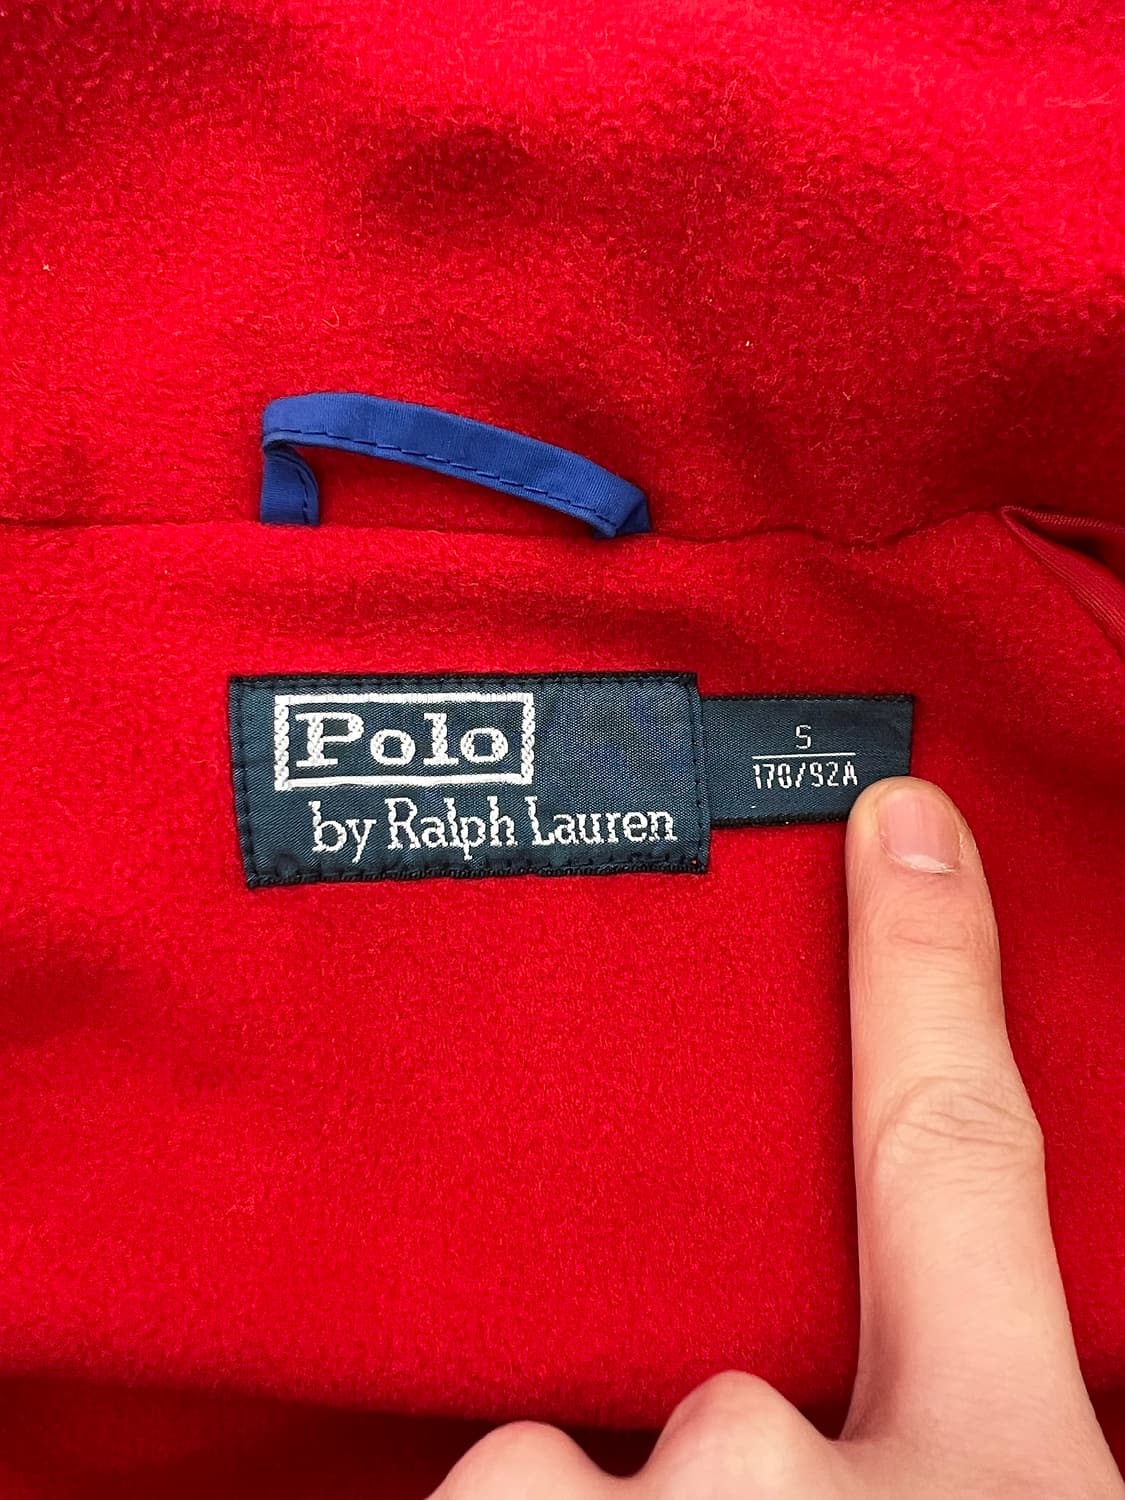 Polo
by Ralph Lauren
S
170/92A